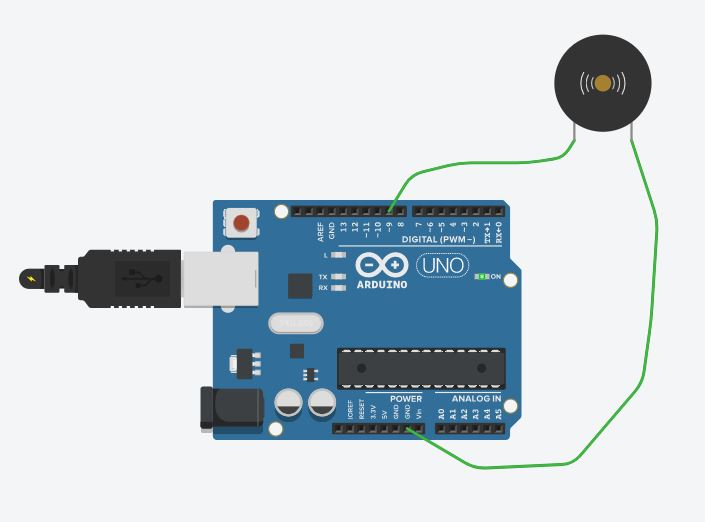 AREF
GND
13
12
~11
~10
~9
8
7
~6
~5
4
~3
2
TX→1
RX←0
DIGITAL (PWM~)
L
TX
RX
ARDUINO
UNO
ON
POWER
ANALOG IN
IOREF
RESET
3.3V
5V
GND
GND
Vin
A0
A1
A2
A3
A4
A5